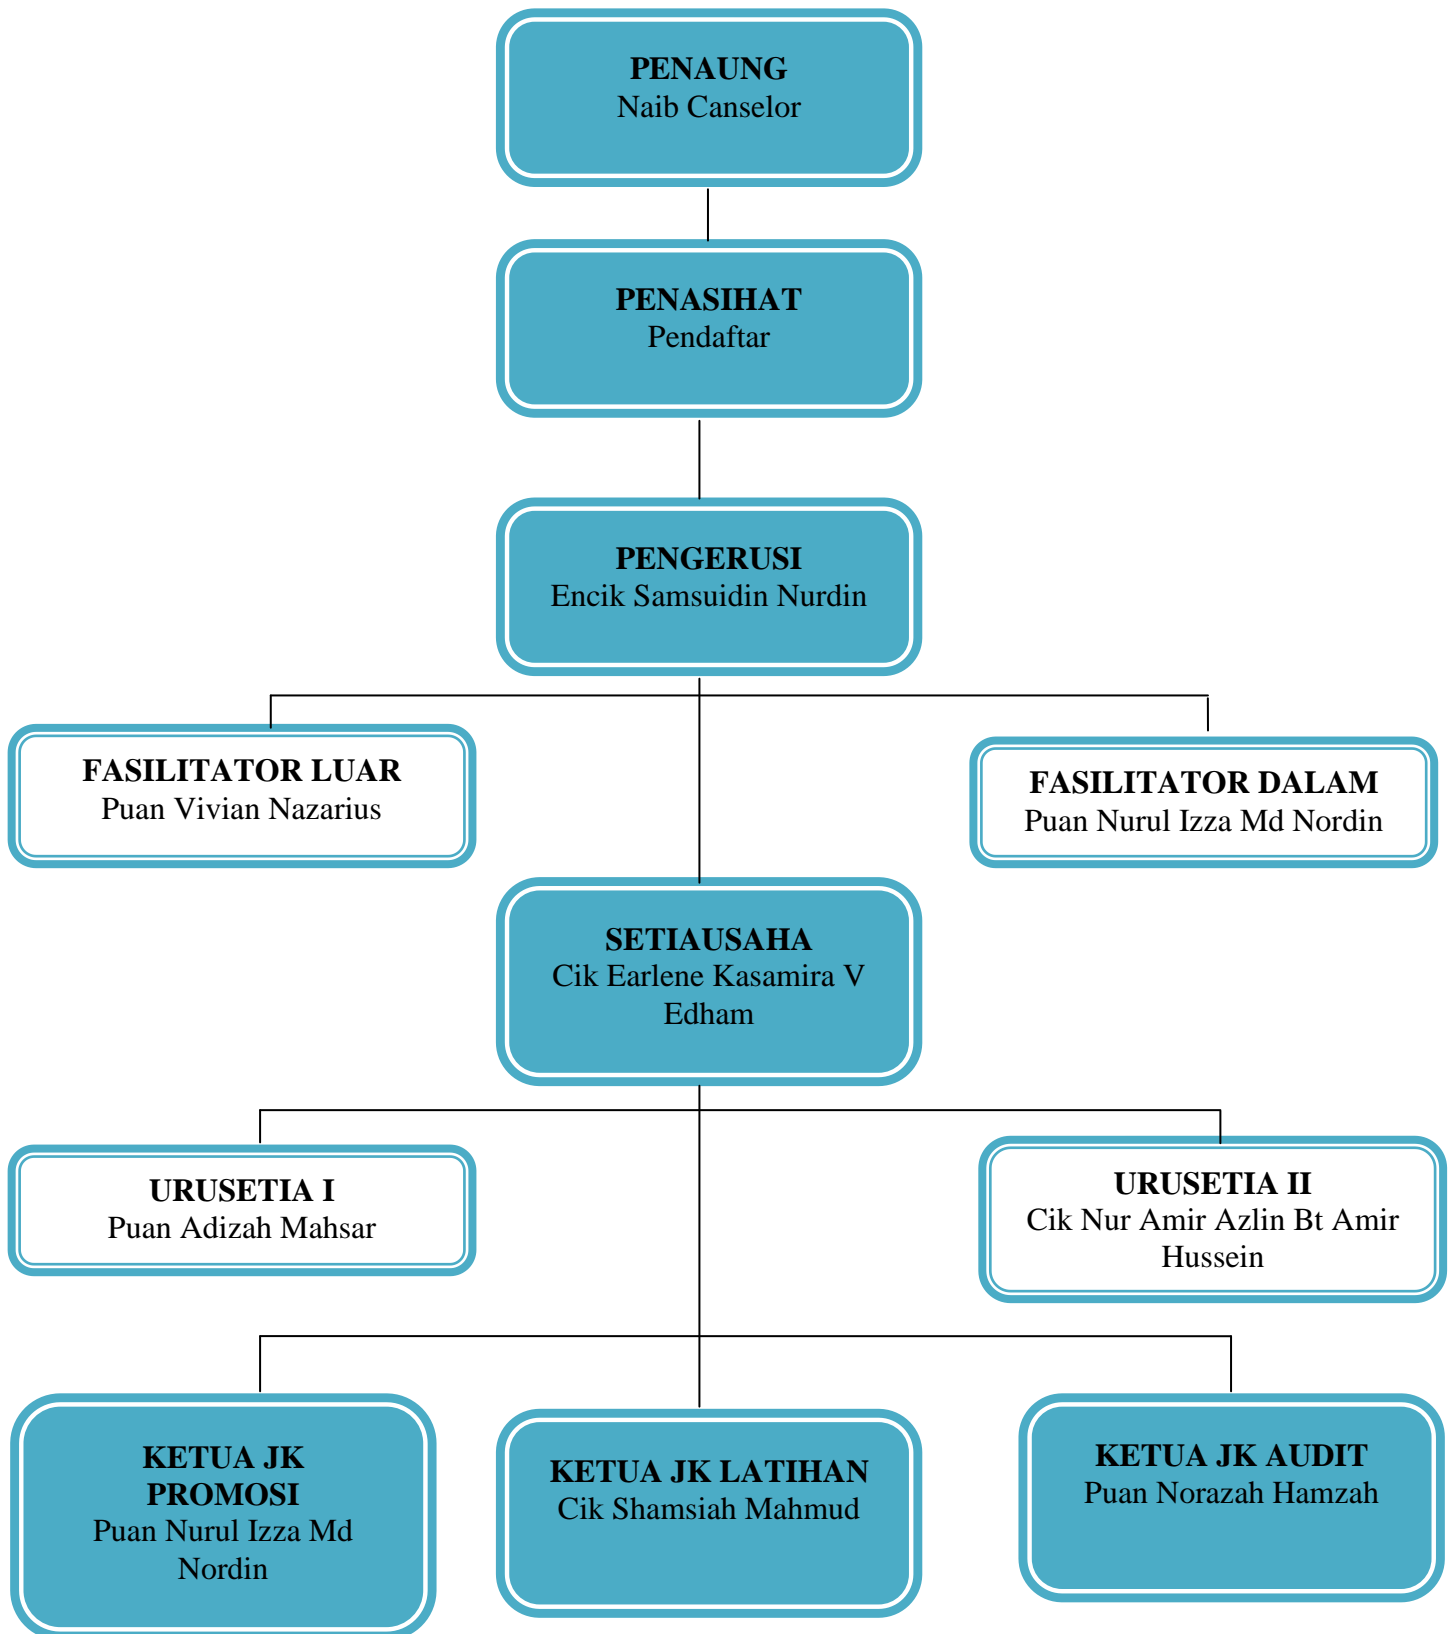 PENAUNG
Naib Canselor
PENASIHAT
Pendaftar
PENGERUSI
Encik Samsuidin Nurdin
FASILITATOR LUAR
Puan Vivian Nazarius
FASILITATOR DALAM
Puan Nurul Izza Md Nordin
SETIAUSAHA
Cik Earlene Kasamira V
Edham
URUSETIA I
Puan Adizah Mahsar
URUSETIA II
Cik Nur Amir Azlin Bt Amir
Hussein
KETUA JK
PROMOSI
Puan Nurul Izza Md
Nordin
KETUA JK LATIHAN
Cik Shamsiah Mahmud
KETUA JK AUDIT
Puan Norazah Hamzah